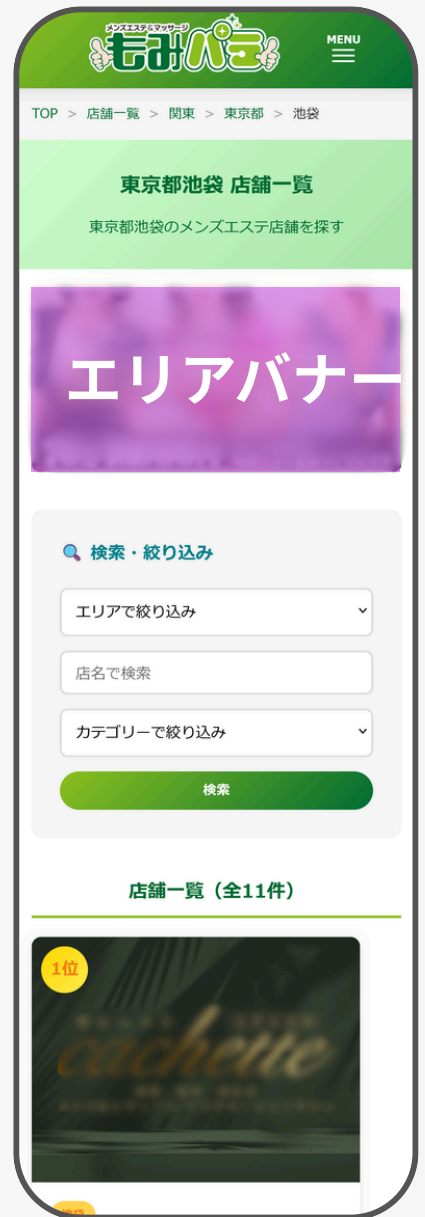 メンズエステ&マッサージ
もみパラ
MENU
TOP > 店舗一覧 > 関東 > 東京都 > 池袋
東京都池袋 店舗一覧
東京都池袋のメンズエステ店舗を探す
エリアバナー
検索・絞り込み
エリアで絞り込み
店名で検索
カテゴリーで絞り込み
検索
店舗一覧（全11件）
1位
cachette
池袋